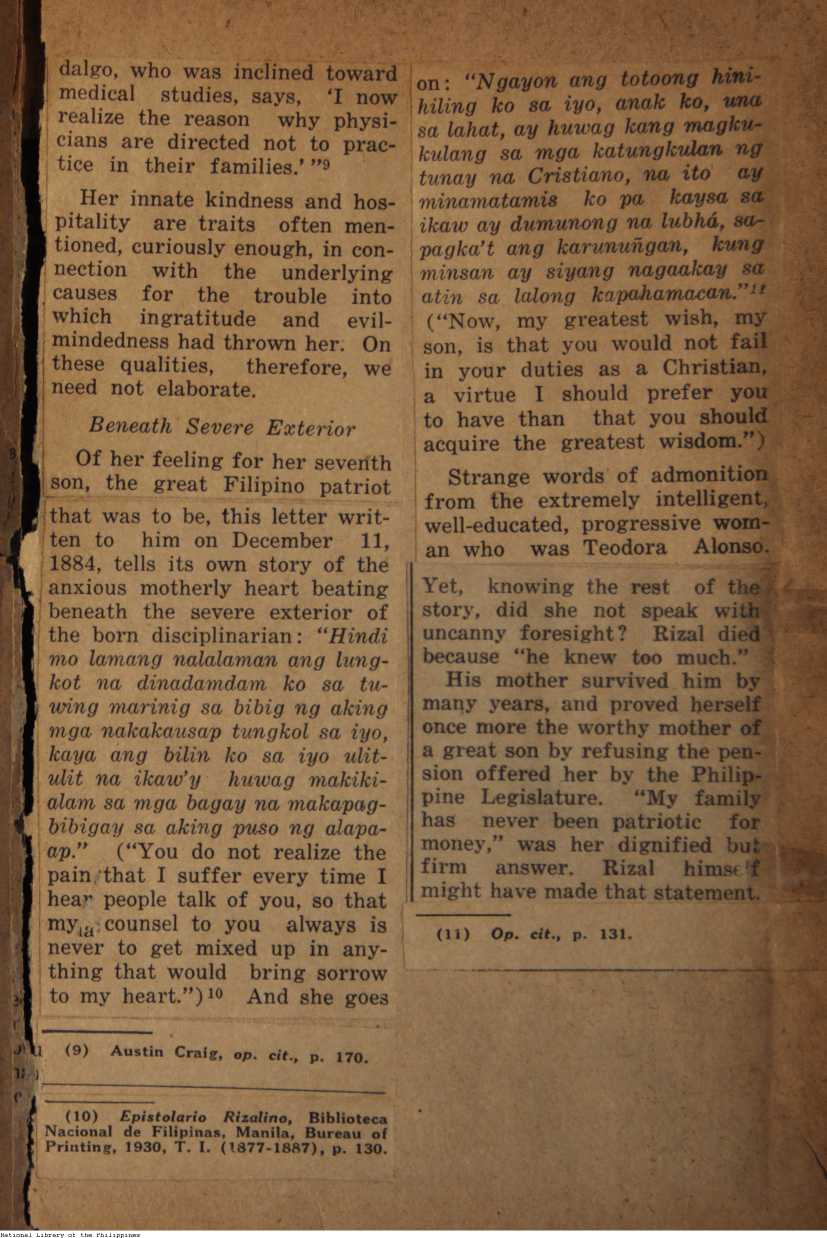 dalgo, who was inclined toward
medical studies, says, ‘I now
realize the reason why physi-
cians are directed not to prac-
tice in their families.’ ”9
Her innate kindness and hos-
pitality are traits often men-
tioned, curiously enough, in con-
nection with the underlying
causes for the trouble into
which ingratitude and evil-
mindedness had thrown her. On
these qualities, therefore, we
need not elaborate.
Beneath Severe Exterior
Of her feeling for her seventh
son, the great Filipino patriot
that was to be, this letter writ-
ten to him on December 11,
1884, tells its own story of the
anxious motherly heart beating
beneath the severe exterior of
the born disciplinarian: “Hindi
mo lamang nalalaman ang lung-
kot na dinadamdam ko sa tu-
wing marinig sa bibig ng aking
mga nakakausap tungkol sa iyo,
kaya ang bilin ko sa iyo ulit-
ulit na ikaw’y huwag makiki-
alam sa mga bagay na makapag-
bibigay sa aking puso ng alapa-
ap.” (“You do not realize the
pain that I suffer every time I
hear people talk of you, so that
my counsel to you always is
never to get mixed up in any-
thing that would bring sorrow
to my heart.”)10 And she goes
(9) Austin Craig, op. cit., p. 170.
(10) Epistolario Rizalino, Biblioteca
Nacional de Filipinas, Manila, Bureau of
Printing, 1930, T. I. (1877-1887), p. 130.
on: “Ngayon ang totoong hini-
hiling ko sa iyo, anak ko, una
sa lahat, ay huwag kang magku-
kulang sa mga katungkulan ng
tunay na Cristiano, na ito ay
minamatamis ko pa kaysa sa
ikaw ay dumunong na lubhá, sa-
pagka’t ang karunuñgan, kung
minsan ay siyang nagaakay sa
atin sa lalong kapahamacan.”11
(“Now, my greatest wish, my
son, is that you would not fail
in your duties as a Christian,
a virtue I should prefer you
to have than that you should
acquire the greatest wisdom.”)
Strange words of admonition
from the extremely intelligent,
well-educated, progressive wom-
an who was Teodora Alonso.
Yet, knowing the rest of the
story, did she not speak with
uncanny foresight? Rizal died
because “he knew too much.”
His mother survived him by
many years, and proved herself
once more the worthy mother of
a great son by refusing the pen-
sion offered her by the Philip-
pine Legislature. “My family
has never been patriotic for
money,” was her dignified but
firm answer. Rizal himself
might have made that statement.
(11) Op. cit., p. 131.
National Library of the Philippines